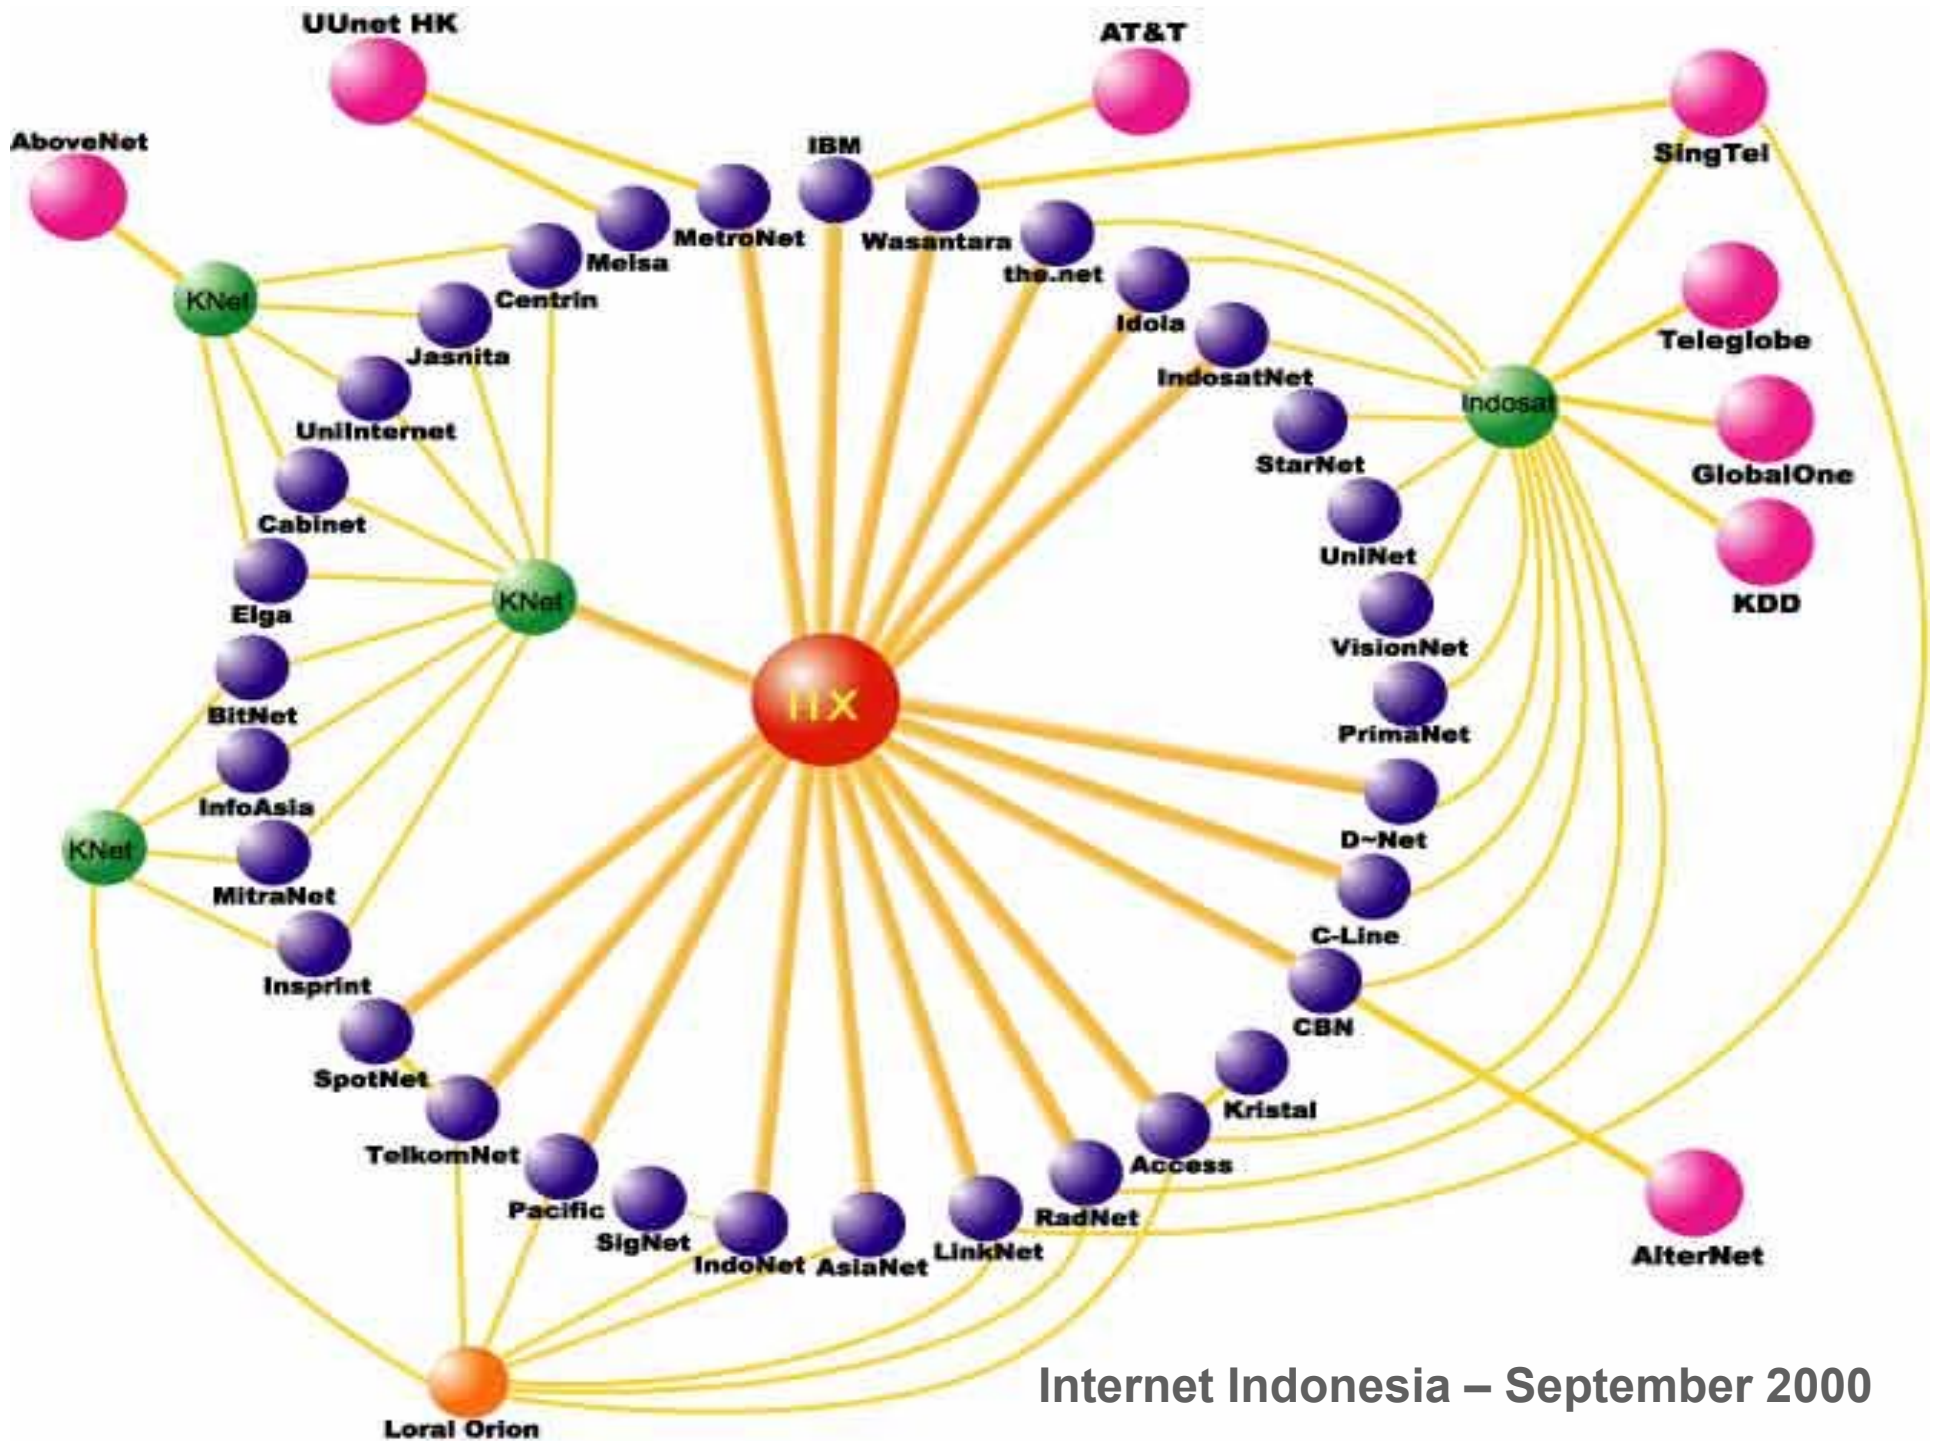 UUnet HK
AT&T
AboveNet
IBM
SingTel
MetroNet
Wasantara
Melsa
the.net
KNet
Centrin
Idola
Teleglobe
Jasnita
IndosatNet
Indosat
UniInternet
StarNet
GlobalOne
Cabinet
UniNet
KNet
KDD
Elga
VisionNet
IIX
BitNet
PrimaNet
InfoAsia
D~Net
KNet
MitraNet
C-Line
Insprint
CBN
SpotNet
Kristal
TelkomNet
Access
Pacific
RadNet
SigNet
LinkNet
IndoNet
AsiaNet
AlterNet
Internet Indonesia – September 2000
Loral Orion